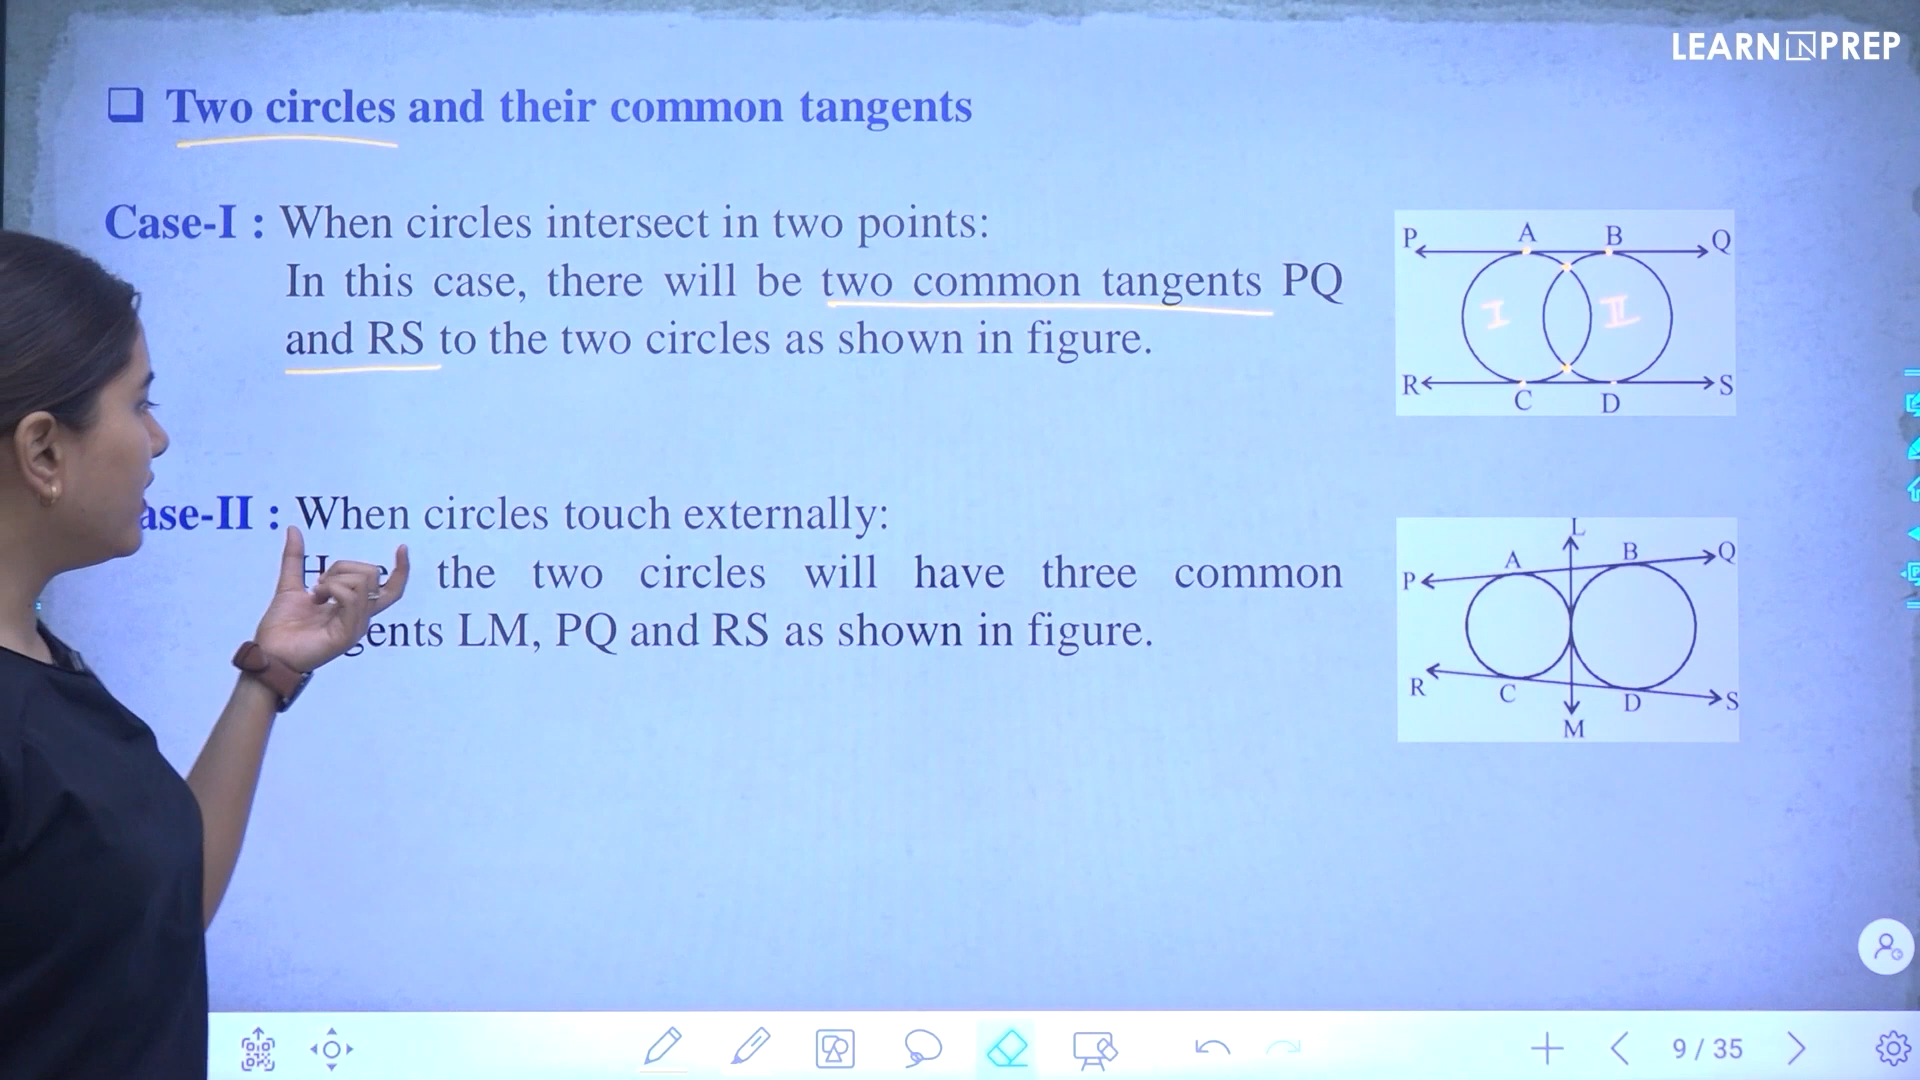 LEARN N PREP
❑ Two circles and their common tangents
Case-I : When circles intersect in two points:
In this case, there will be two common tangents PQ
and RS to the two circles as shown in figure.
P A B Q
I II
R C D S
When circles touch externally:
the two circles will have three common
LM, PQ and RS as shown in figure.
L
P A B Q
R C D S
M
9 / 35